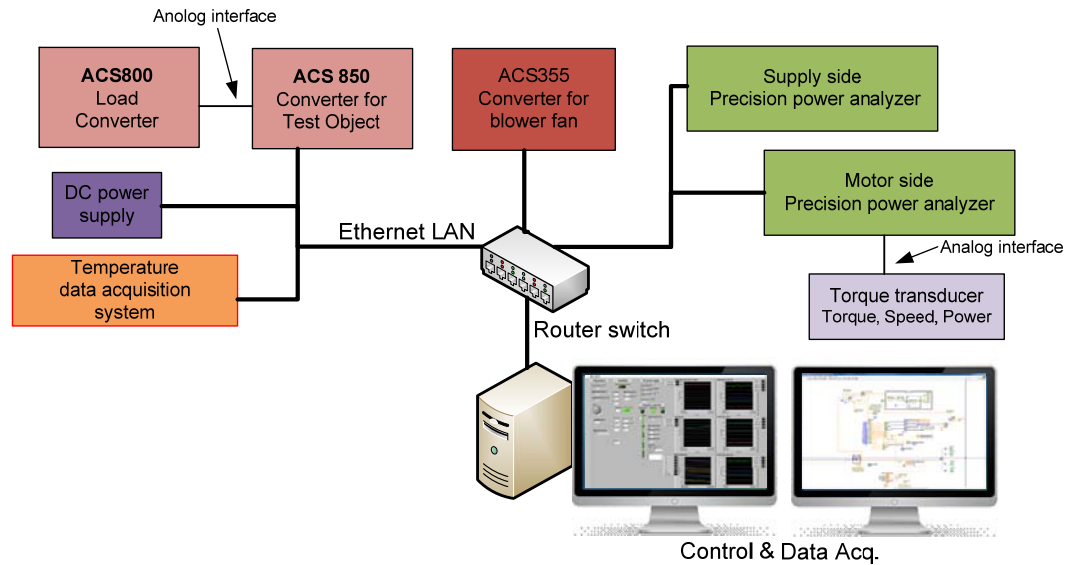 Anolog interface
ACS800
Load
Converter
ACS 850
Converter for
Test Object
ACS355
Converter for
blower fan
Supply side
Precision power analyzer
DC power
supply
Motor side
Precision power analyzer
Ethernet LAN
Analog interface
Temperature
data acquisition
system
Torque transducer
Torque, Speed, Power
Router switch
Control & Data Acq.